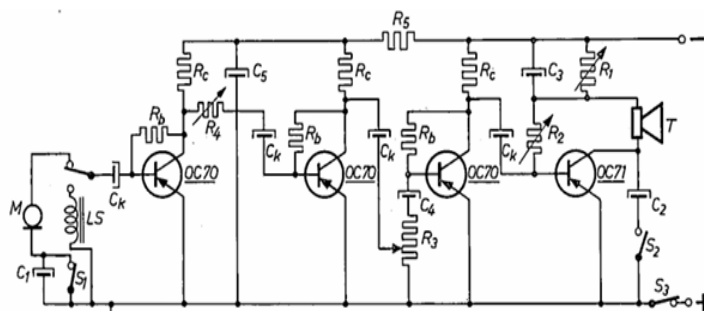 R5
Rc
C5
Rc
Rc
C3
R1
Rb
R4
Ck
Rb
Ck
Rb
Ck
R2
T
OC70
OC70
OC70
OC71
M
LS
Ck
C4
C2
C1
S1
R3
S2
S3